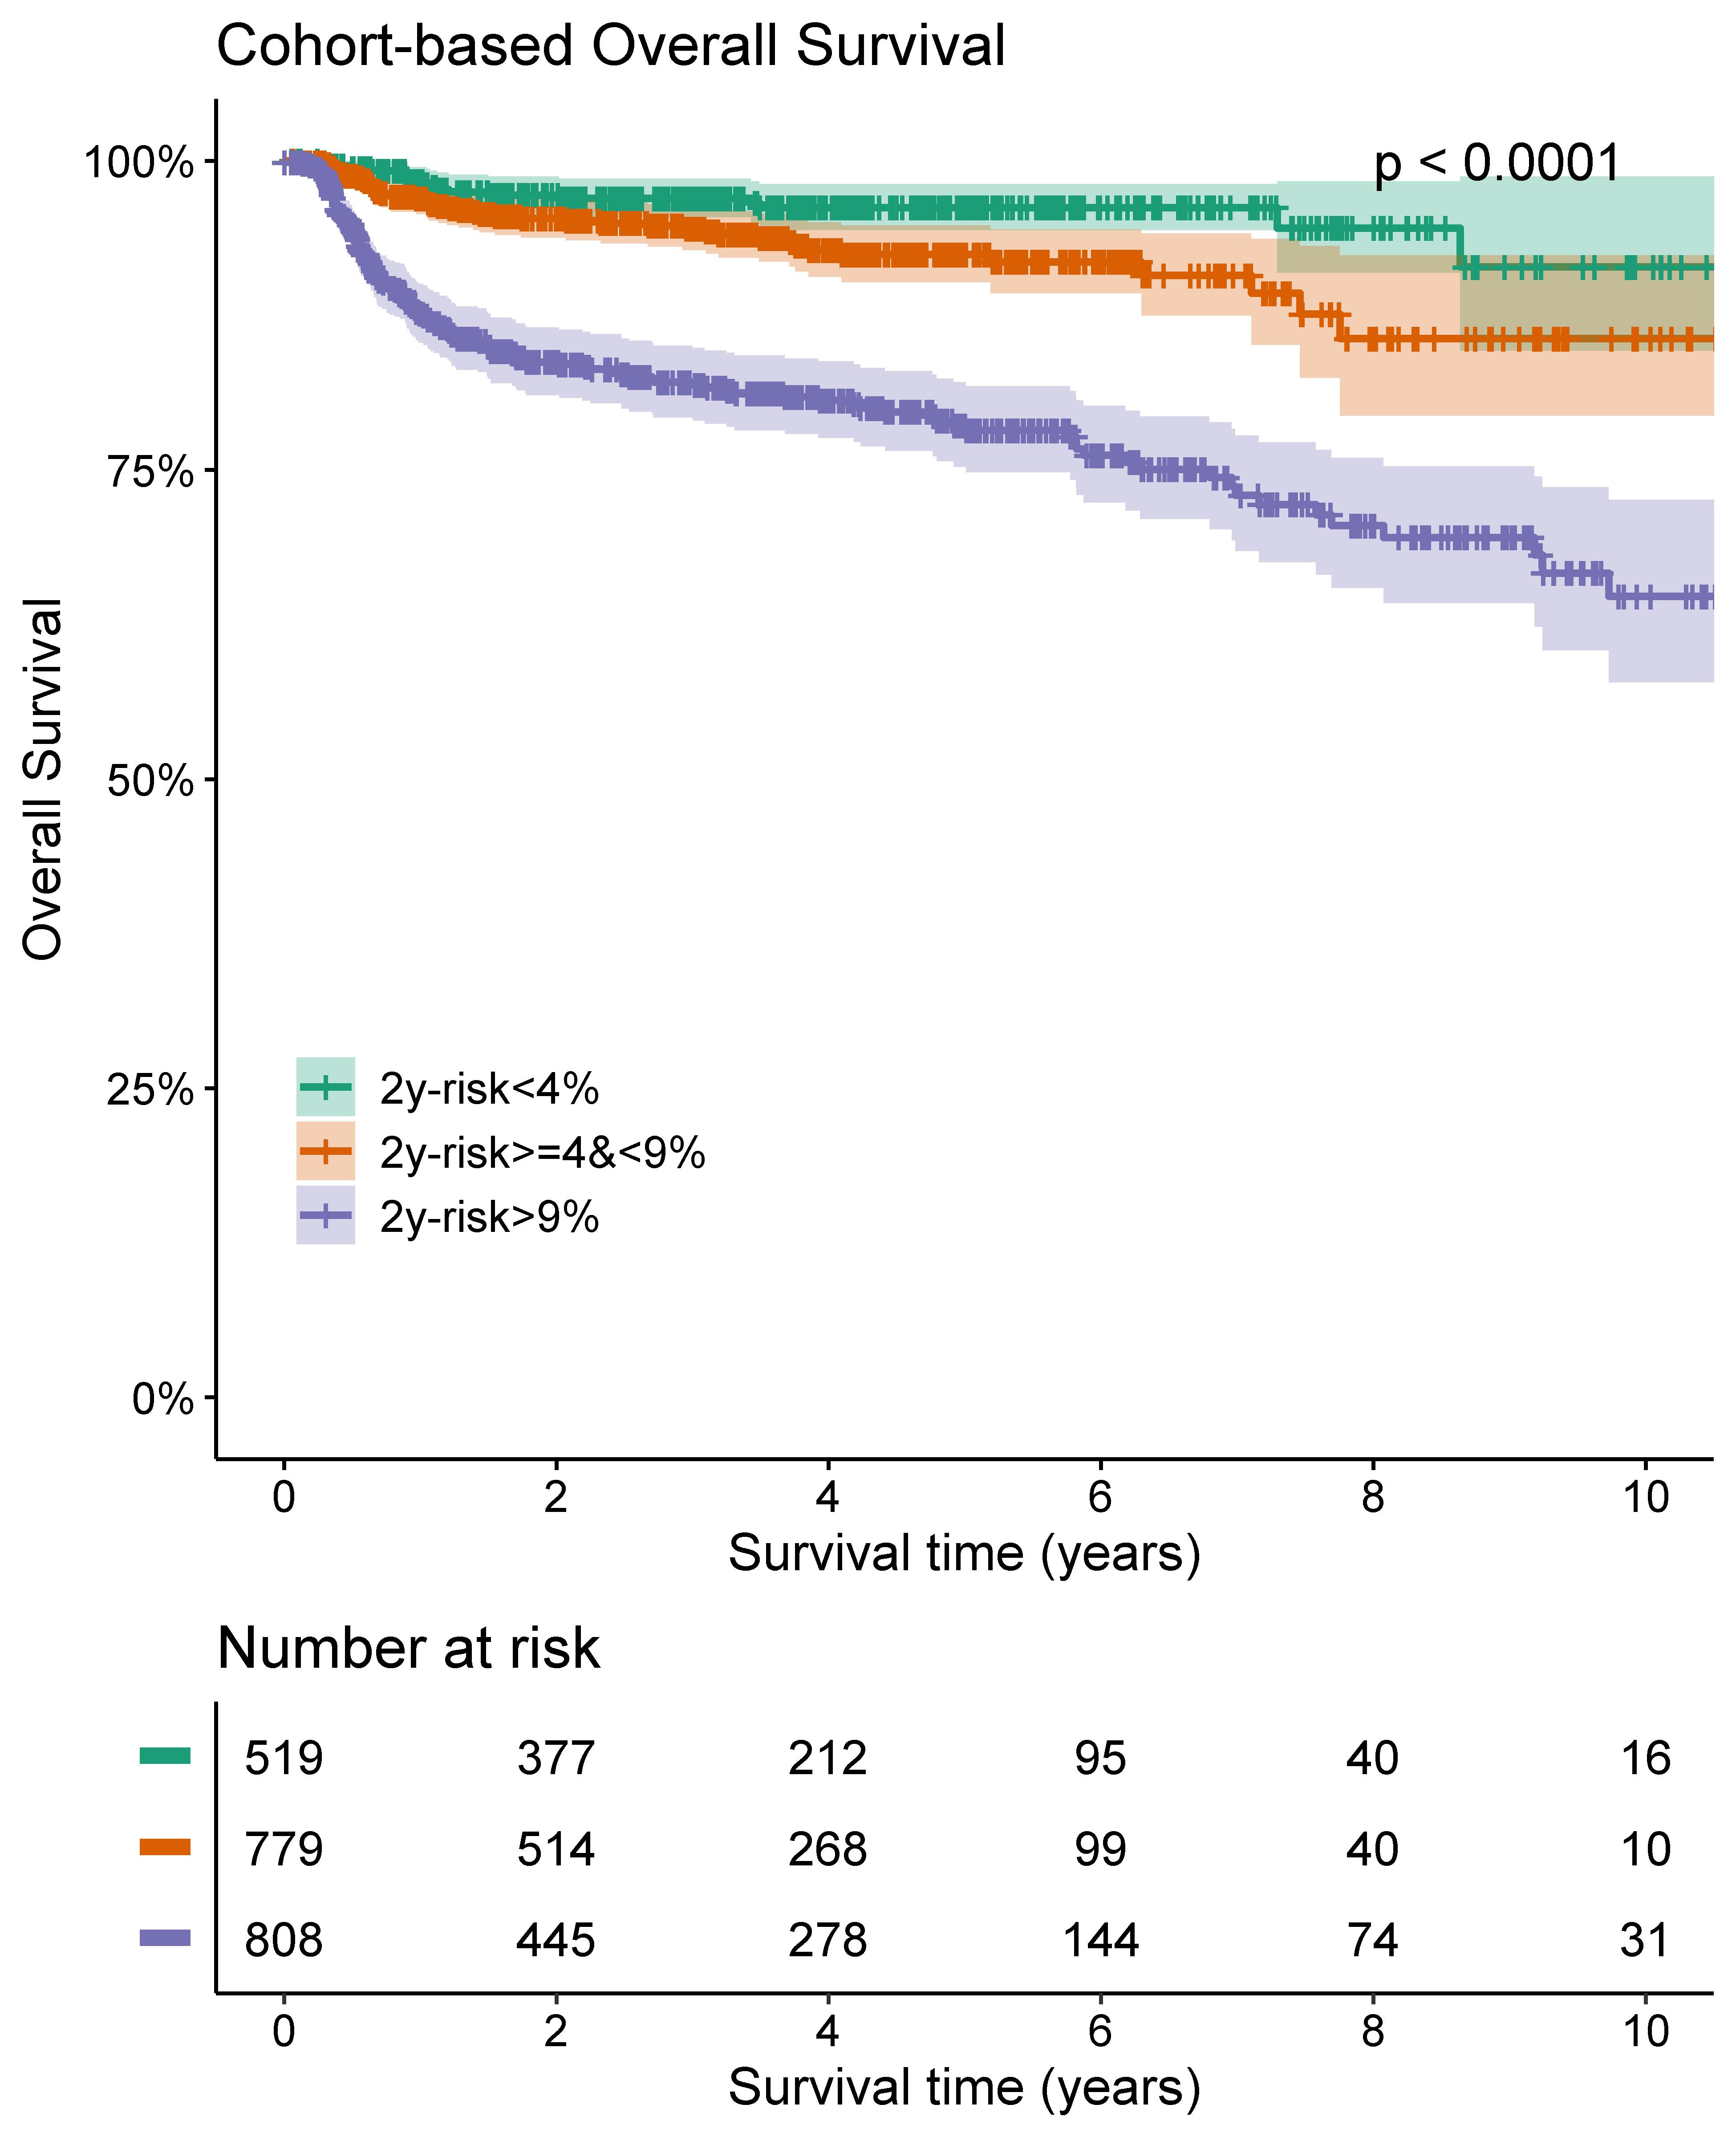 Cohort-based Overall Survival
p < 0.0001
100%
75%
50%
25%
0%
Overall Survival
2y-risk<4%
2y-risk>=4&<9%
2y-risk>9%
0 2 4 6 8 10
Survival time (years)
Number at risk
519 377 212 95 40 16
779 514 268 99 40 10
808 445 278 144 74 31
0 2 4 6 8 10
Survival time (years)